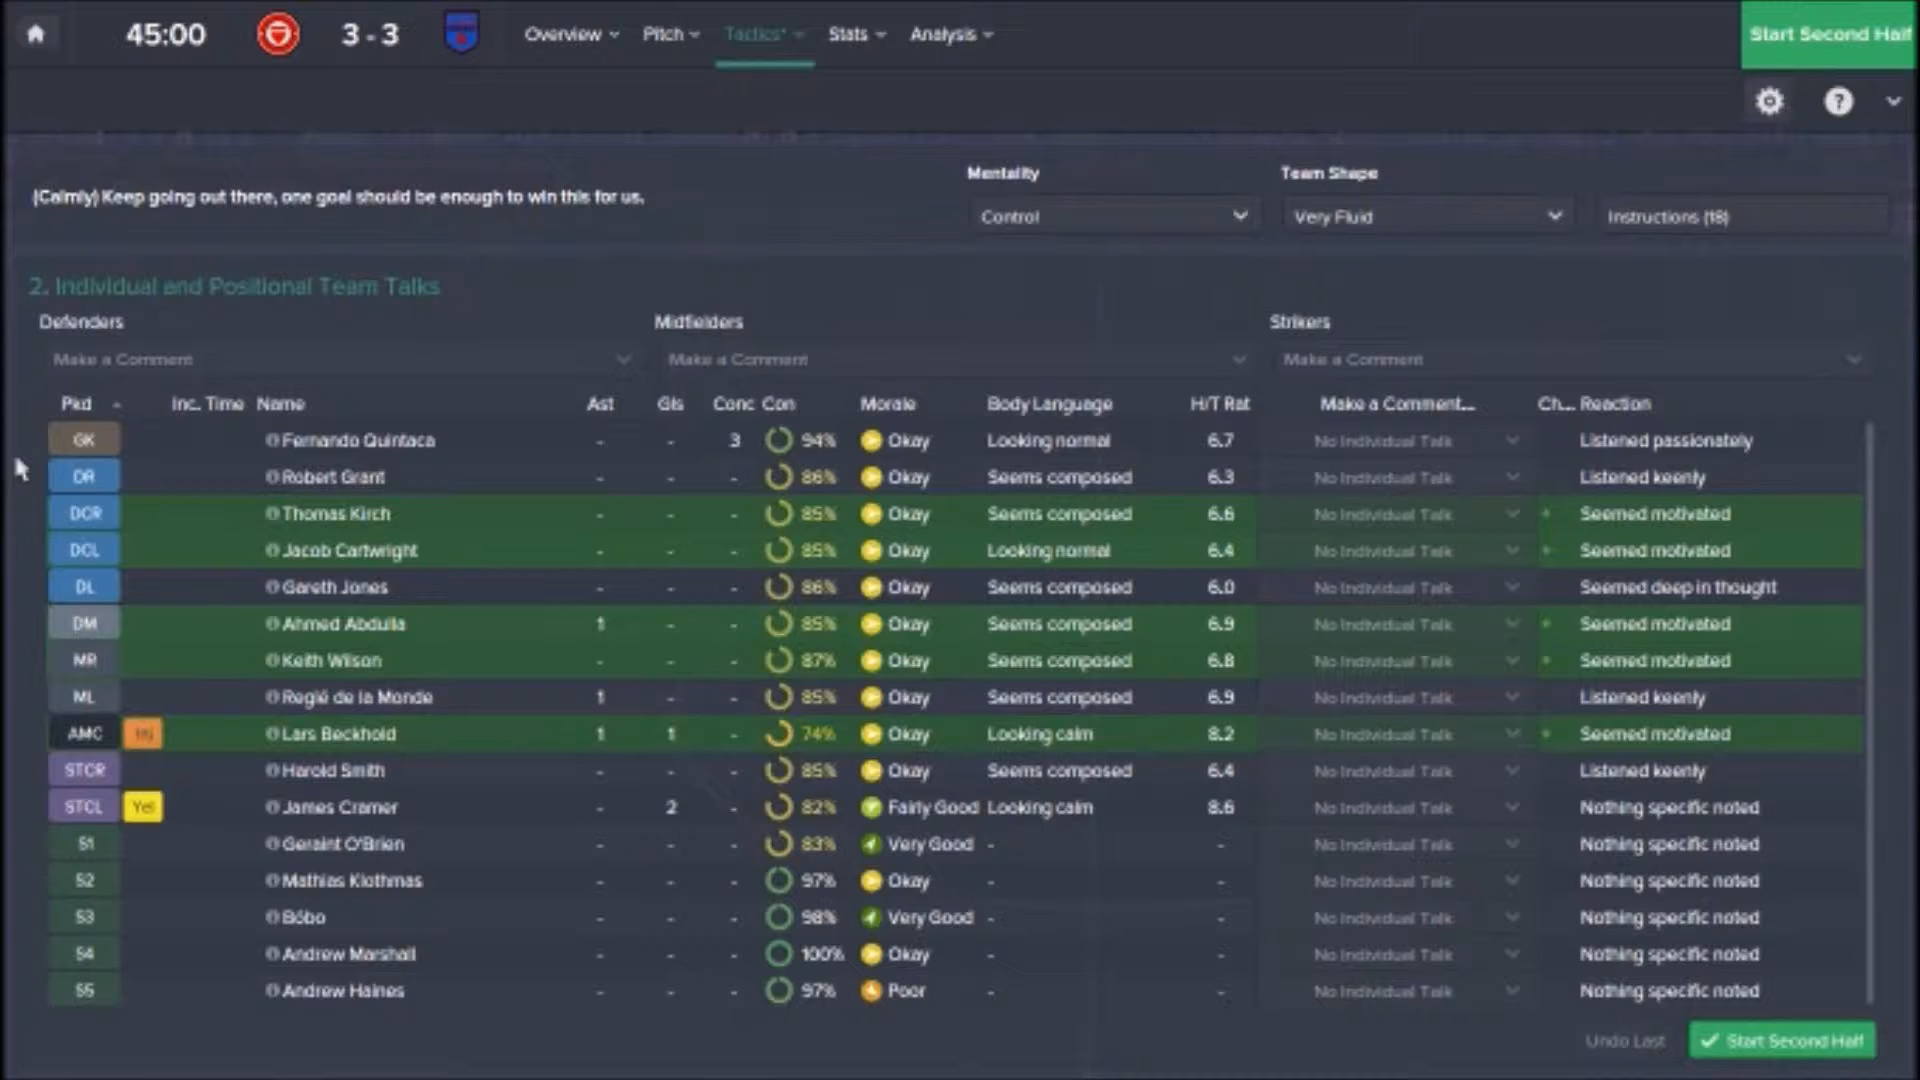 45:00 3 - 3 Overview Pitch Tactics* Stats Analysis Start Second Half
?
Mentality Team Shape
(Calmly) Keep going out there, one goal should be enough to win this for us. Control Very Fluid Instructions (18)
2. Individual and Positional Team Talks
Defenders Midfielders Strikers
Make a Comment Make a Comment Make a Comment
Pkd Inc. Time Name Ast Gls Conc Con Morale Body Language H/T Rat Make a Comment... Ch... Reaction
GK Fernando Quintaca - - 3 94% Okay Looking normal 6.7 No Individual Talk Listened passionately
DR Robert Grant - - - 86% Okay Seems composed 6.3 No Individual Talk Listened keenly
DCR Thomas Kirch - - - 85% Okay Seems composed 6.6 No Individual Talk Seemed motivated
DCL Jacob Cartwright - - - 85% Okay Looking normal 6.4 No Individual Talk Seemed motivated
DL Gareth Jones - - - 86% Okay Seems composed 6.0 No Individual Talk Seemed deep in thought
DM Ahmed Abdulla 1 - - 85% Okay Seems composed 6.9 No Individual Talk Seemed motivated
MR Keith Wilson - - - 87% Okay Seems composed 6.8 No Individual Talk Seemed motivated
ML Reglé de la Monde 1 - - 85% Okay Seems composed 6.9 No Individual Talk Listened keenly
AMC Lars Beckhold 1 1 - 74% Okay Looking calm 8.2 No Individual Talk Seemed motivated
STCR Harold Smith - - - 85% Okay Seems composed 6.4 No Individual Talk Listened keenly
STCL Yel James Cramer - 2 - 82% Fairly Good Looking calm 8.6 No Individual Talk Nothing specific noted
S1 Geraint O'Brien - - - 83% Very Good - - No Individual Talk Nothing specific noted
S2 Mathias Klothmas - - - 97% Okay - - No Individual Talk Nothing specific noted
S3 Bóbo - - - 98% Very Good - - No Individual Talk Nothing specific noted
S4 Andrew Marshall - - - 100% Okay - - No Individual Talk Nothing specific noted
S5 Andrew Haines - - - 97% Poor - - No Individual Talk Nothing specific noted
Undo Last Start Second Half